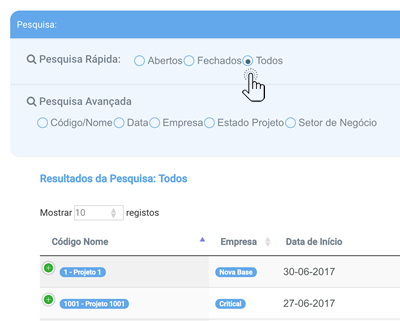 Pesquisa:
Pesquisa Rápida: Abertos Fechados Todos
Pesquisa Avançada
Código/Nome Data Empresa Estado Projeto Setor de Negócio
Resultados da Pesquisa: Todos
Mostrar 10 registos
Código Nome Empresa Data de Início
1 - Projeto 1 Nova Base 30-06-2017
1001 - Projeto 1001 Critical 27-06-2017